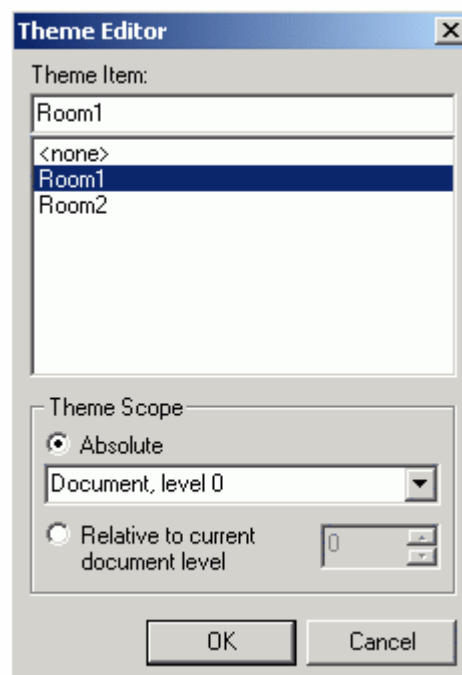 Theme Editor
Theme Item:
Room1
<none>
Room1
Room2
Theme Scope
Absolute
Document, level 0
Relative to current
document level
0
OK
Cancel